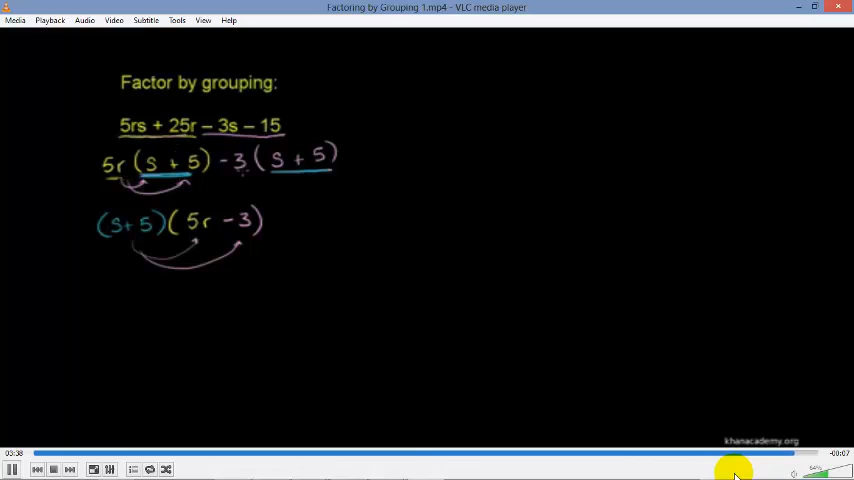 Factoring by Grouping 1.mp4 - VLC media player
Media Playback Audio Video Subtitle Tools View Help
Factor by grouping:
5rs + 25r – 3s – 15
5r(s + 5) - 3(s + 5)
(s+5)(5r - 3)
khanacademy.org
03:38 -00:07
64%